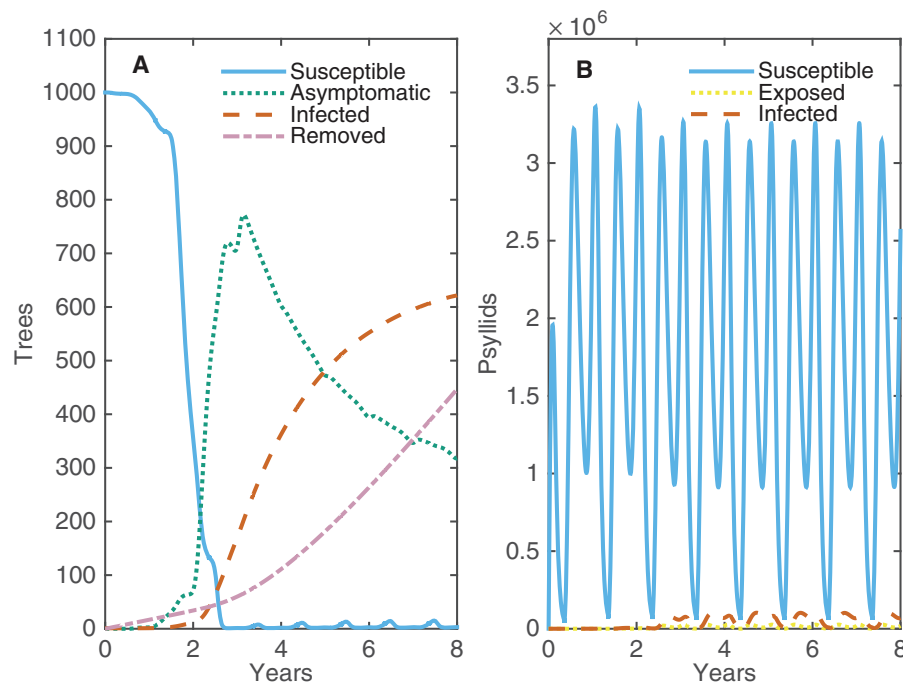 A
Susceptible
Asymptomatic
Infected
Removed
1100
1000
900
800
700
600
500
400
300
200
100
0
Trees
0 2 4 6 8
Years
× 10^6
B
Susceptible
Exposed
Infected
3.5
3
2.5
2
1.5
1
0.5
0
Psyllids
0 2 4 6 8
Years